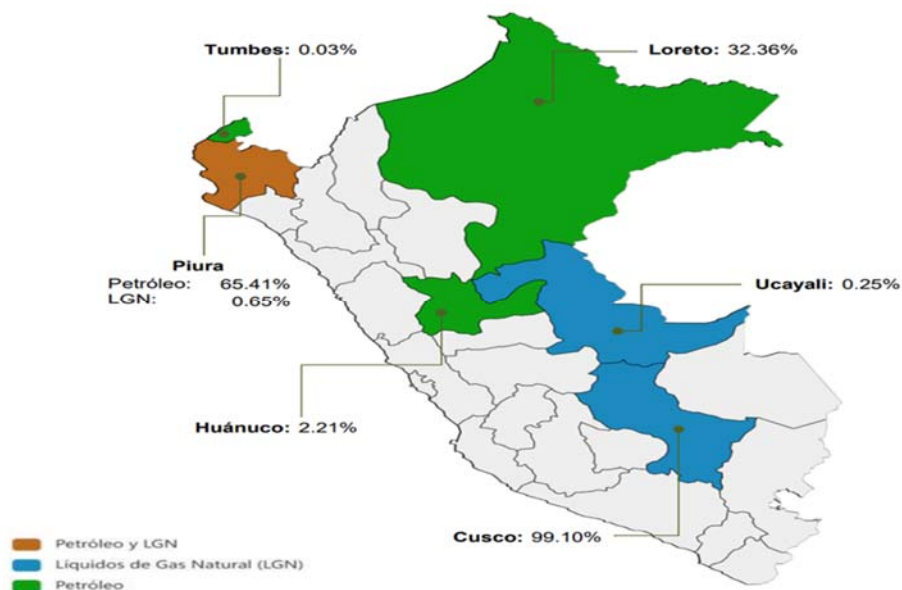 Tumbes: 0.03%
Loreto: 32.36%
Piura
Petróleo: 65.41%
LGN: 0.65%
Ucayali: 0.25%
Huánuco: 2.21%
Cusco: 99.10%
Petróleo y LGN
Líquidos de Gas Natural (LGN)
Petróleo